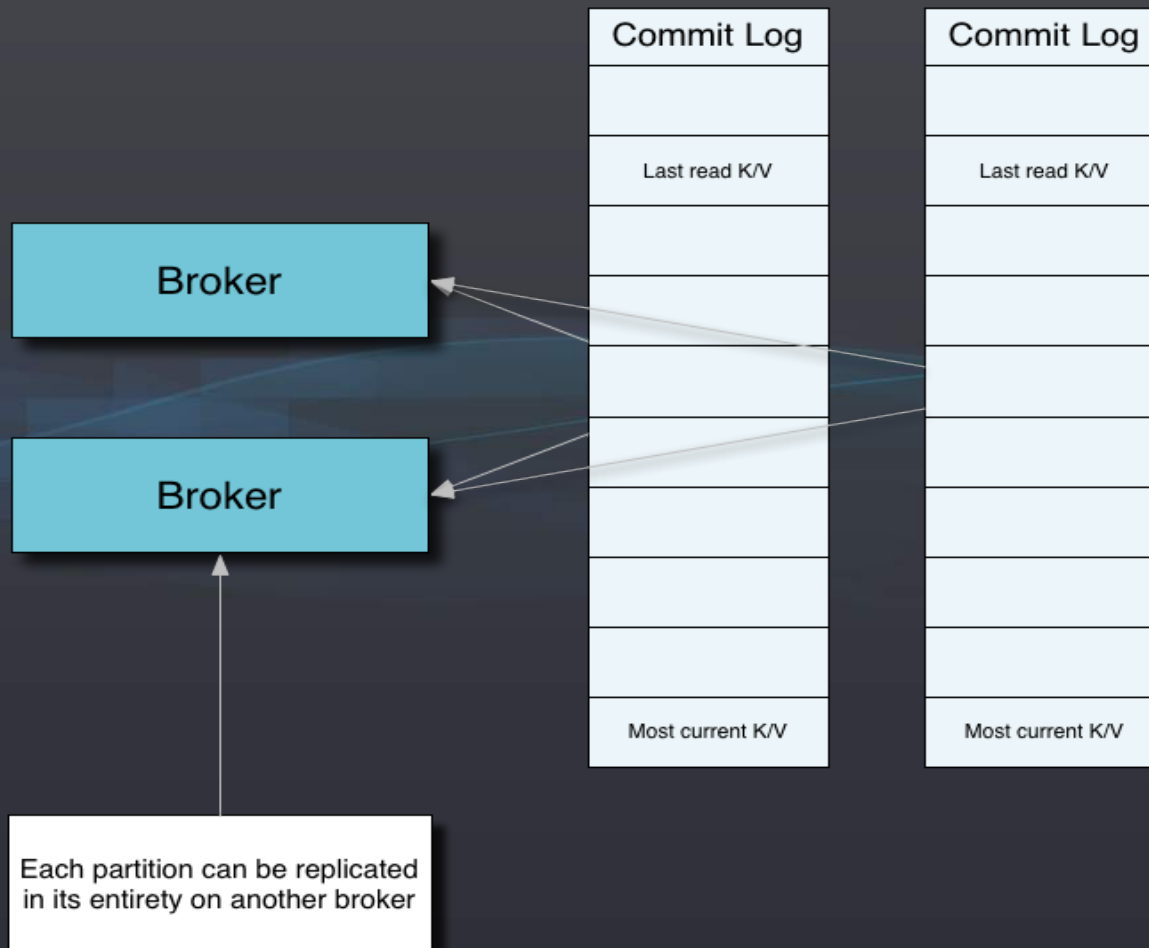 Commit Log
Commit Log
Last read K/V
Last read K/V
Broker
Broker
Most current K/V
Most current K/V
Each partition can be replicated
in its entirety on another broker